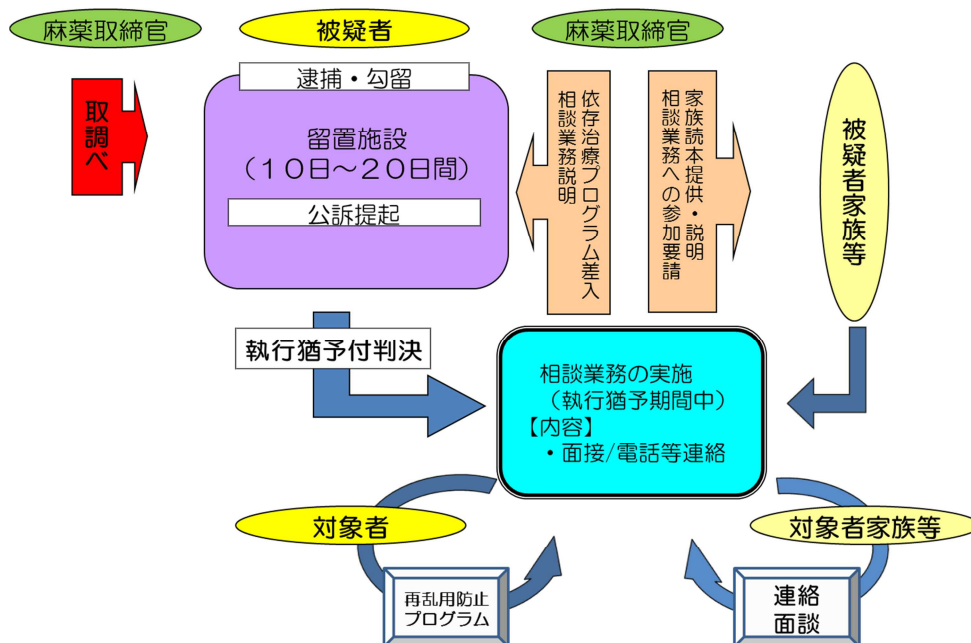 麻薬取締官
被疑者
麻薬取締官
取調べ
逮捕・勾留
留置施設
（１０日～２０日間）
公訴提起
依存治療プログラム差入
相談業務説明
家族読本提供・説明
相談業務への参加要請
被疑者家族等
執行猶予付判決
相談業務の実施
（執行猶予期間中）
【内容】
・面接/電話等連絡
対象者
対象者家族等
再乱用防止
プログラム
連絡
面談